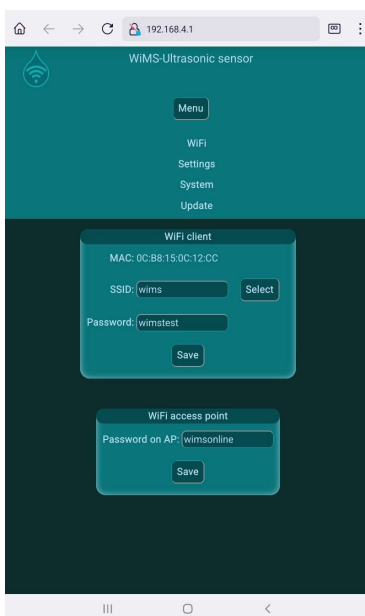 192.168.4.1
WiMS-Ultrasonic sensor
Menu
WiFi
Settings
System
Update
WiFi client
MAC: 0C:B8:15:0C:12:CC
SSID: wims Select
Password: wimstest
Save
WiFi access point
Password on AP: wimsonline
Save